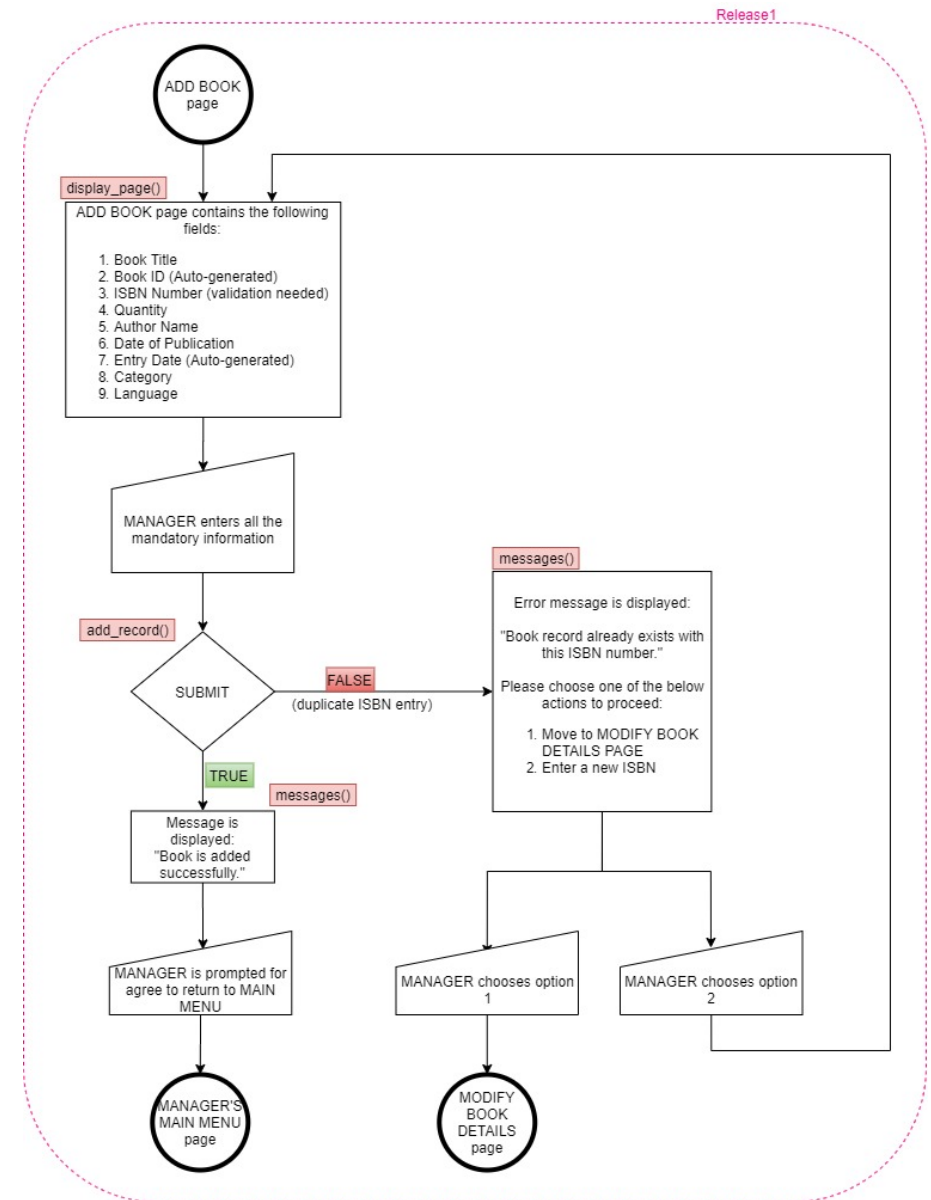 Release1
ADD BOOK
page
display_page()
ADD BOOK page contains the following
fields:
1. Book Title
2. Book ID (Auto-generated)
3. ISBN Number (validation needed)
4. Quantity
5. Author Name
6. Date of Publication
7. Entry Date (Auto-generated)
8. Category
9. Language
MANAGER enters all the
mandatory information
add_record()
SUBMIT
FALSE
(duplicate ISBN entry)
messages()
Error message is displayed:
"Book record already exists with
this ISBN number."
Please choose one of the below
actions to proceed:
1. Move to MODIFY BOOK
DETAILS PAGE
2. Enter a new ISBN
TRUE
messages()
Message is
displayed:
"Book is added
successfully."
MANAGER is prompted for
agree to return to MAIN
MENU
MANAGER chooses option
1
MANAGER chooses option
2
MANAGER'S
MAIN MENU
page
MODIFY
BOOK
DETAILS
page